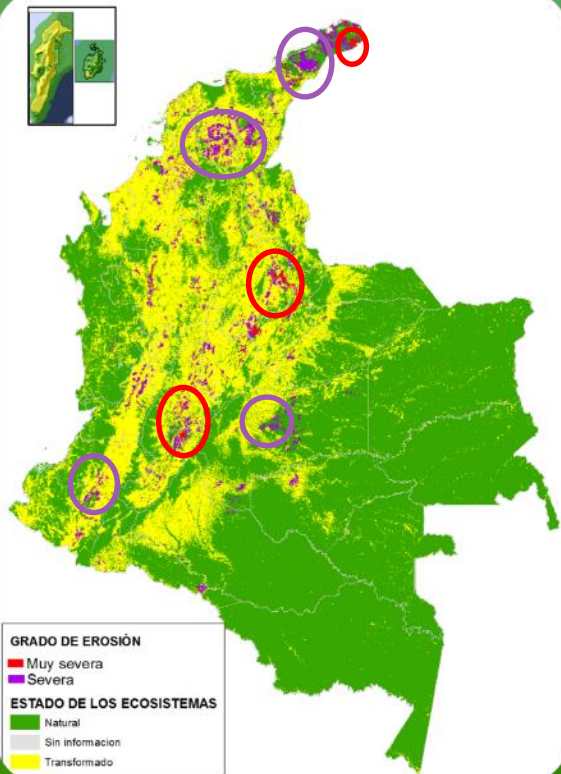 GRADO DE EROSIÓN
Muy severa
Severa
ESTADO DE LOS ECOSISTEMAS
Natural
Sin informacion
Transformado